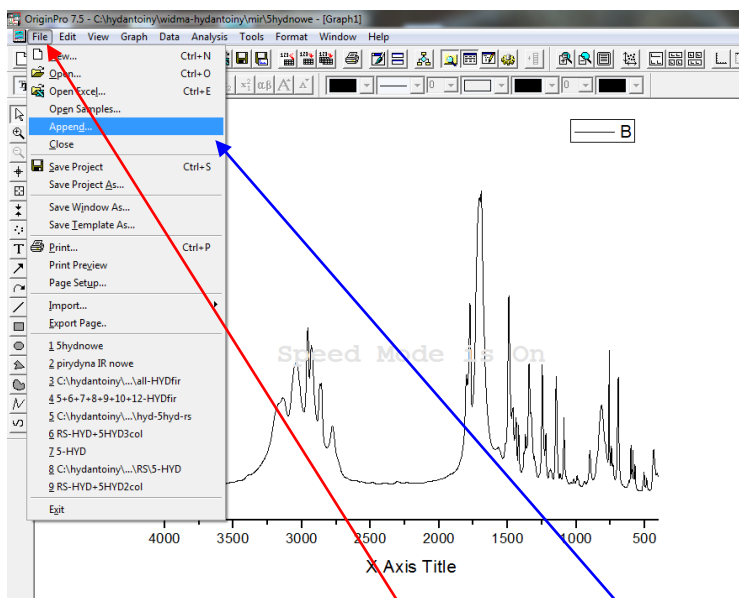 OriginPro 7.5 - C:\hydantoiny\widma-hydantoiny\mir\5hydnowe - [Graph1]
File Edit View Graph Data Analysis Tools Format Window Help
Ctrl+N
Open... Ctrl+O
Open Excel... Ctrl+E
Open Samples...
Append...
Close
Save Project Ctrl+S
Save Project As...
Save Window As...
Save Template As...
Print... Ctrl+P
Print Preview
Page Setup...
Import...
Export Page..
1 5hydnowe
2 pirydyna IR nowe
3 C:\hydantoiny\...\all-HYDfir
4 5+6+7+8+9+10+12-HYDfir
5 C:\hydantoiny\...\hyd-5hyd-rs
6 RS-HYD+5HYD3col
7 5-HYD
8 C:\hydantoiny\...\RS\5-HYD
9 RS-HYD+5HYD2col
Exit
αβ A A
0 0
B
Speed Mode is On
4000 3500 3000 2500 2000 1500 1000 500
X Axis Title